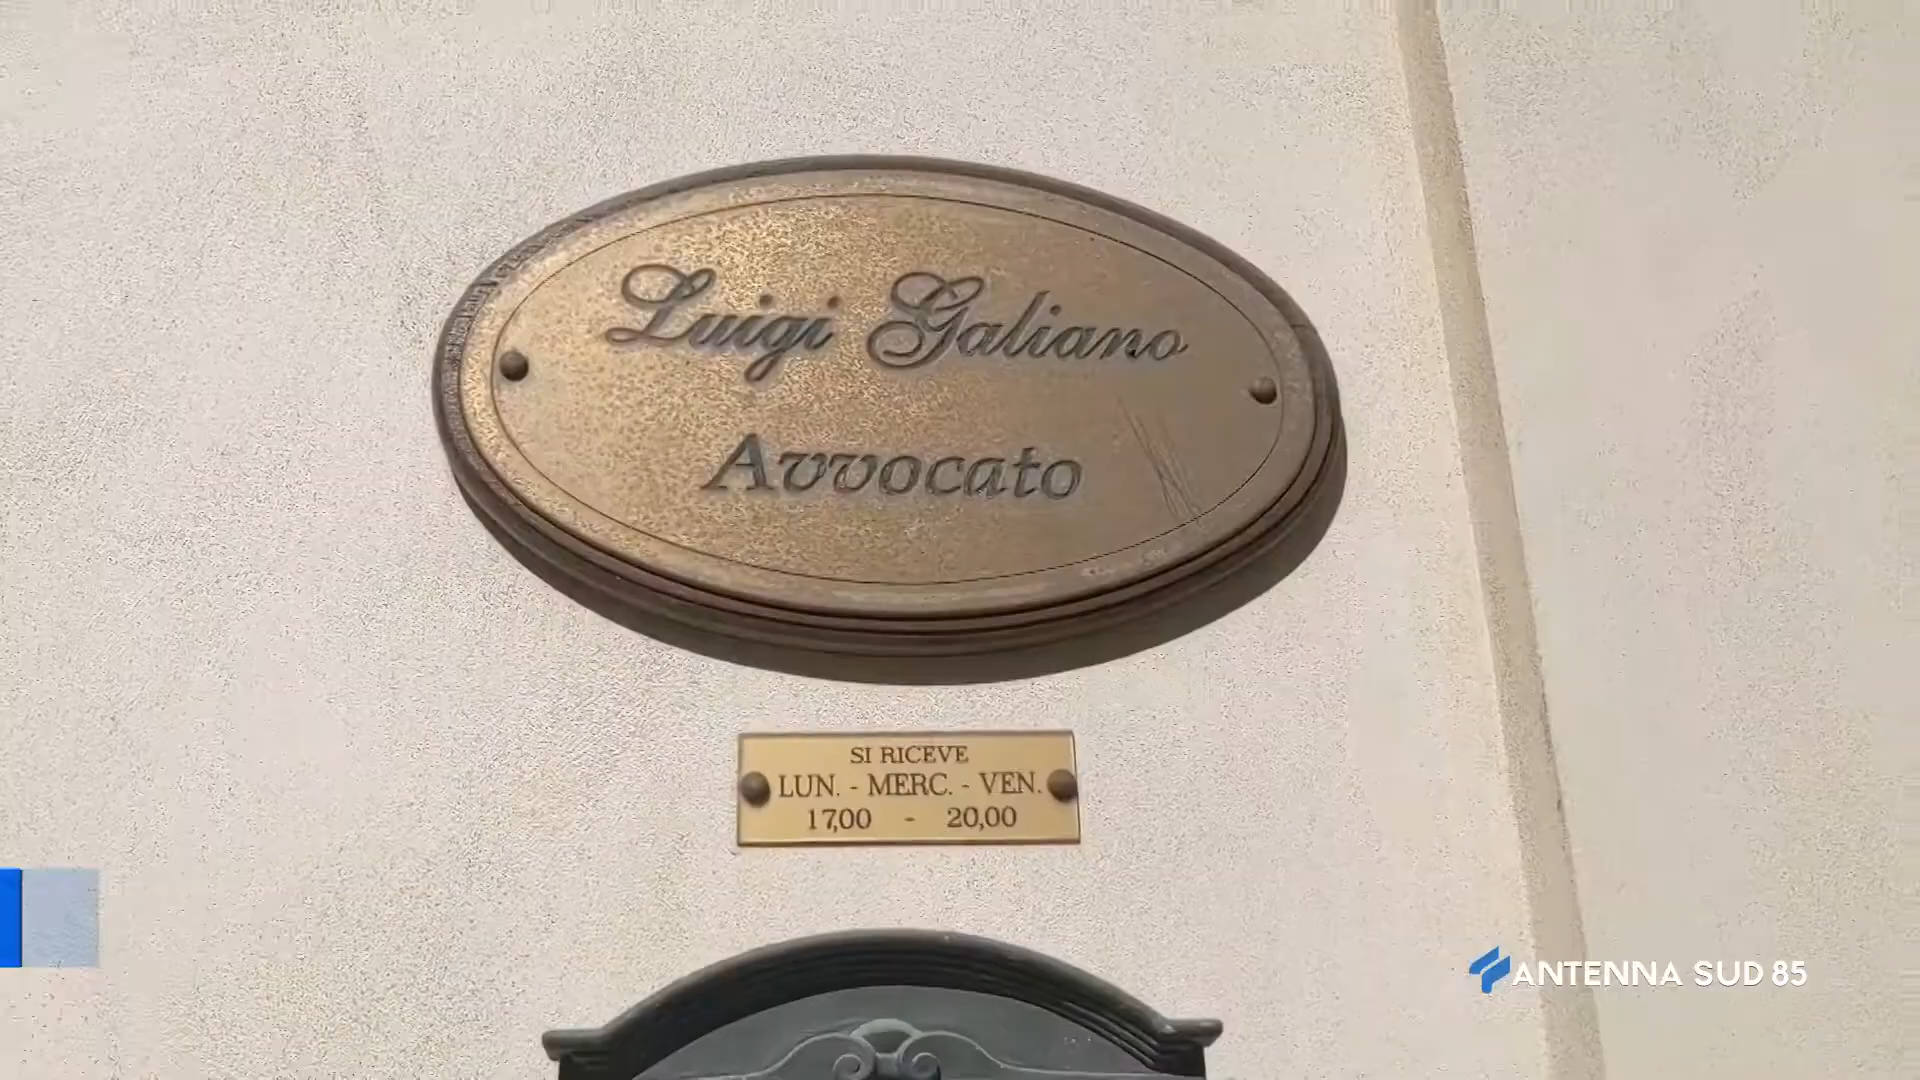 Luigi Galiano
Avvocato
SI RICEVE
LUN. - MERC. - VEN.
17,00 - 20,00
ANTENNA SUD 85